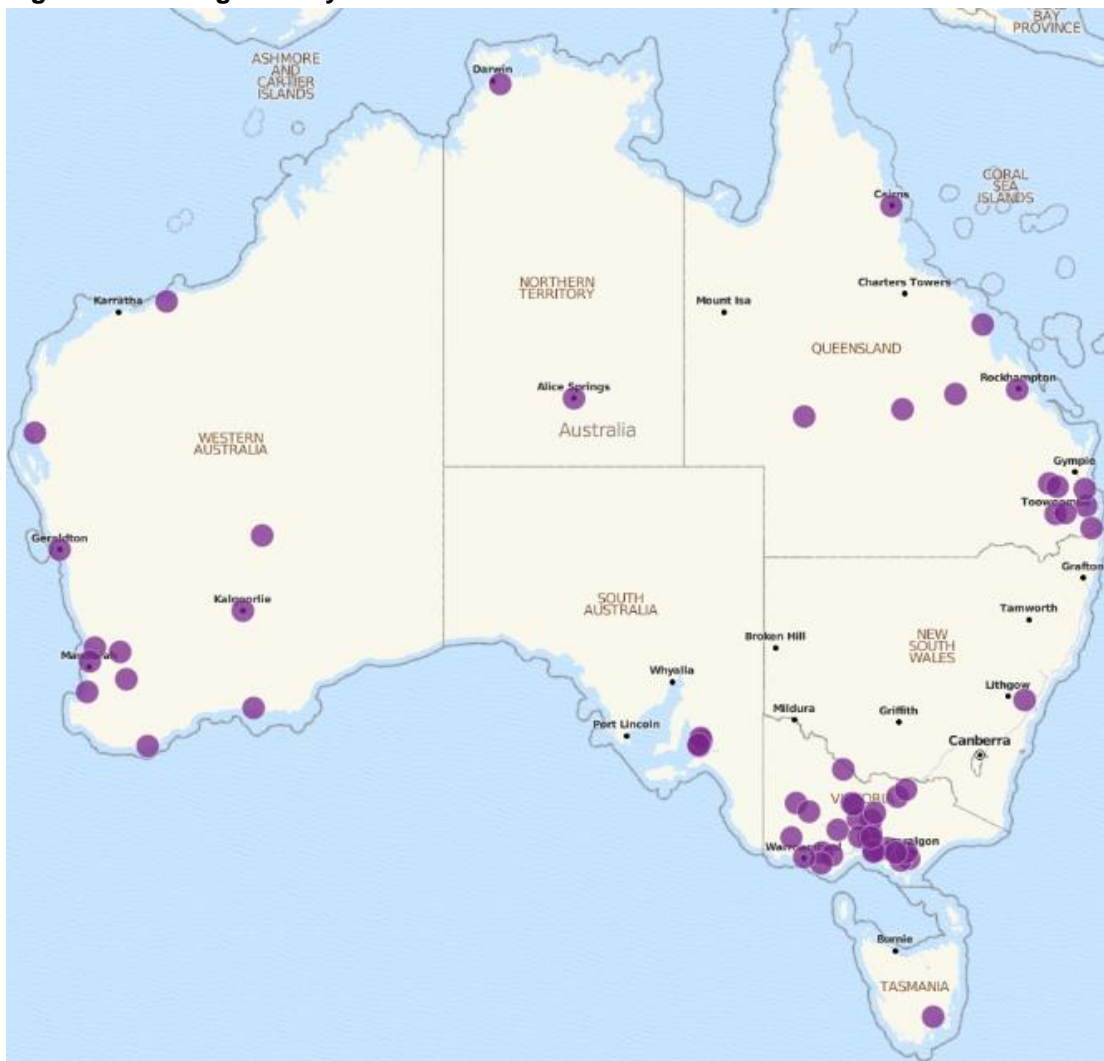 BAY
PROVINCE
ASHMORE
AND
CARTIER
ISLANDS
Darwin
CORAL
SEA
ISLANDS
Cairns
NORTHERN
TERRITORY
Karratha
Mount Isa
Charters Towers
QUEENSLAND
Rockhampton
Alice Springs
Australia
WESTERN
AUSTRALIA
Gympie
Geraldton
Grafton
Kalgoorlie
SOUTH
AUSTRALIA
Tamworth
Broken Hill
NEW
SOUTH
WALES
Whyalla
Lithgow
Mildura
Griffith
Port Lincoln
Canberra
Burnie
TASMANIA